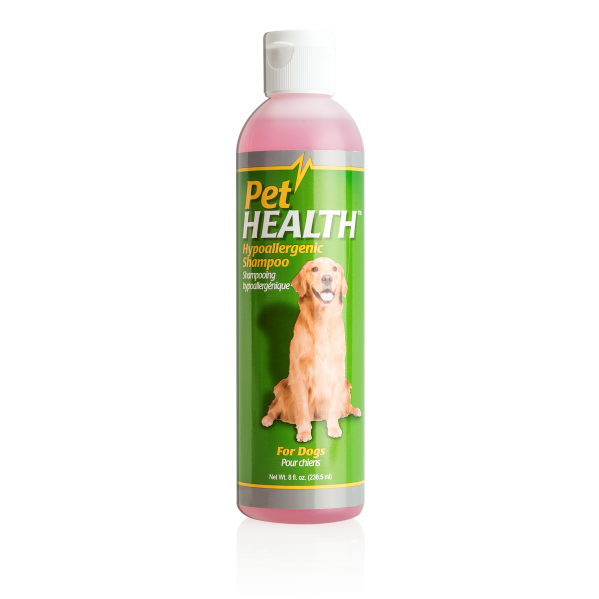 Pet
HEALTH™
Hypoallergenic
Shampoo
Shampooing
hypoallergénique
For Dogs
Pour chiens
Net Wt. 8 fl. oz. (236.5 ml)